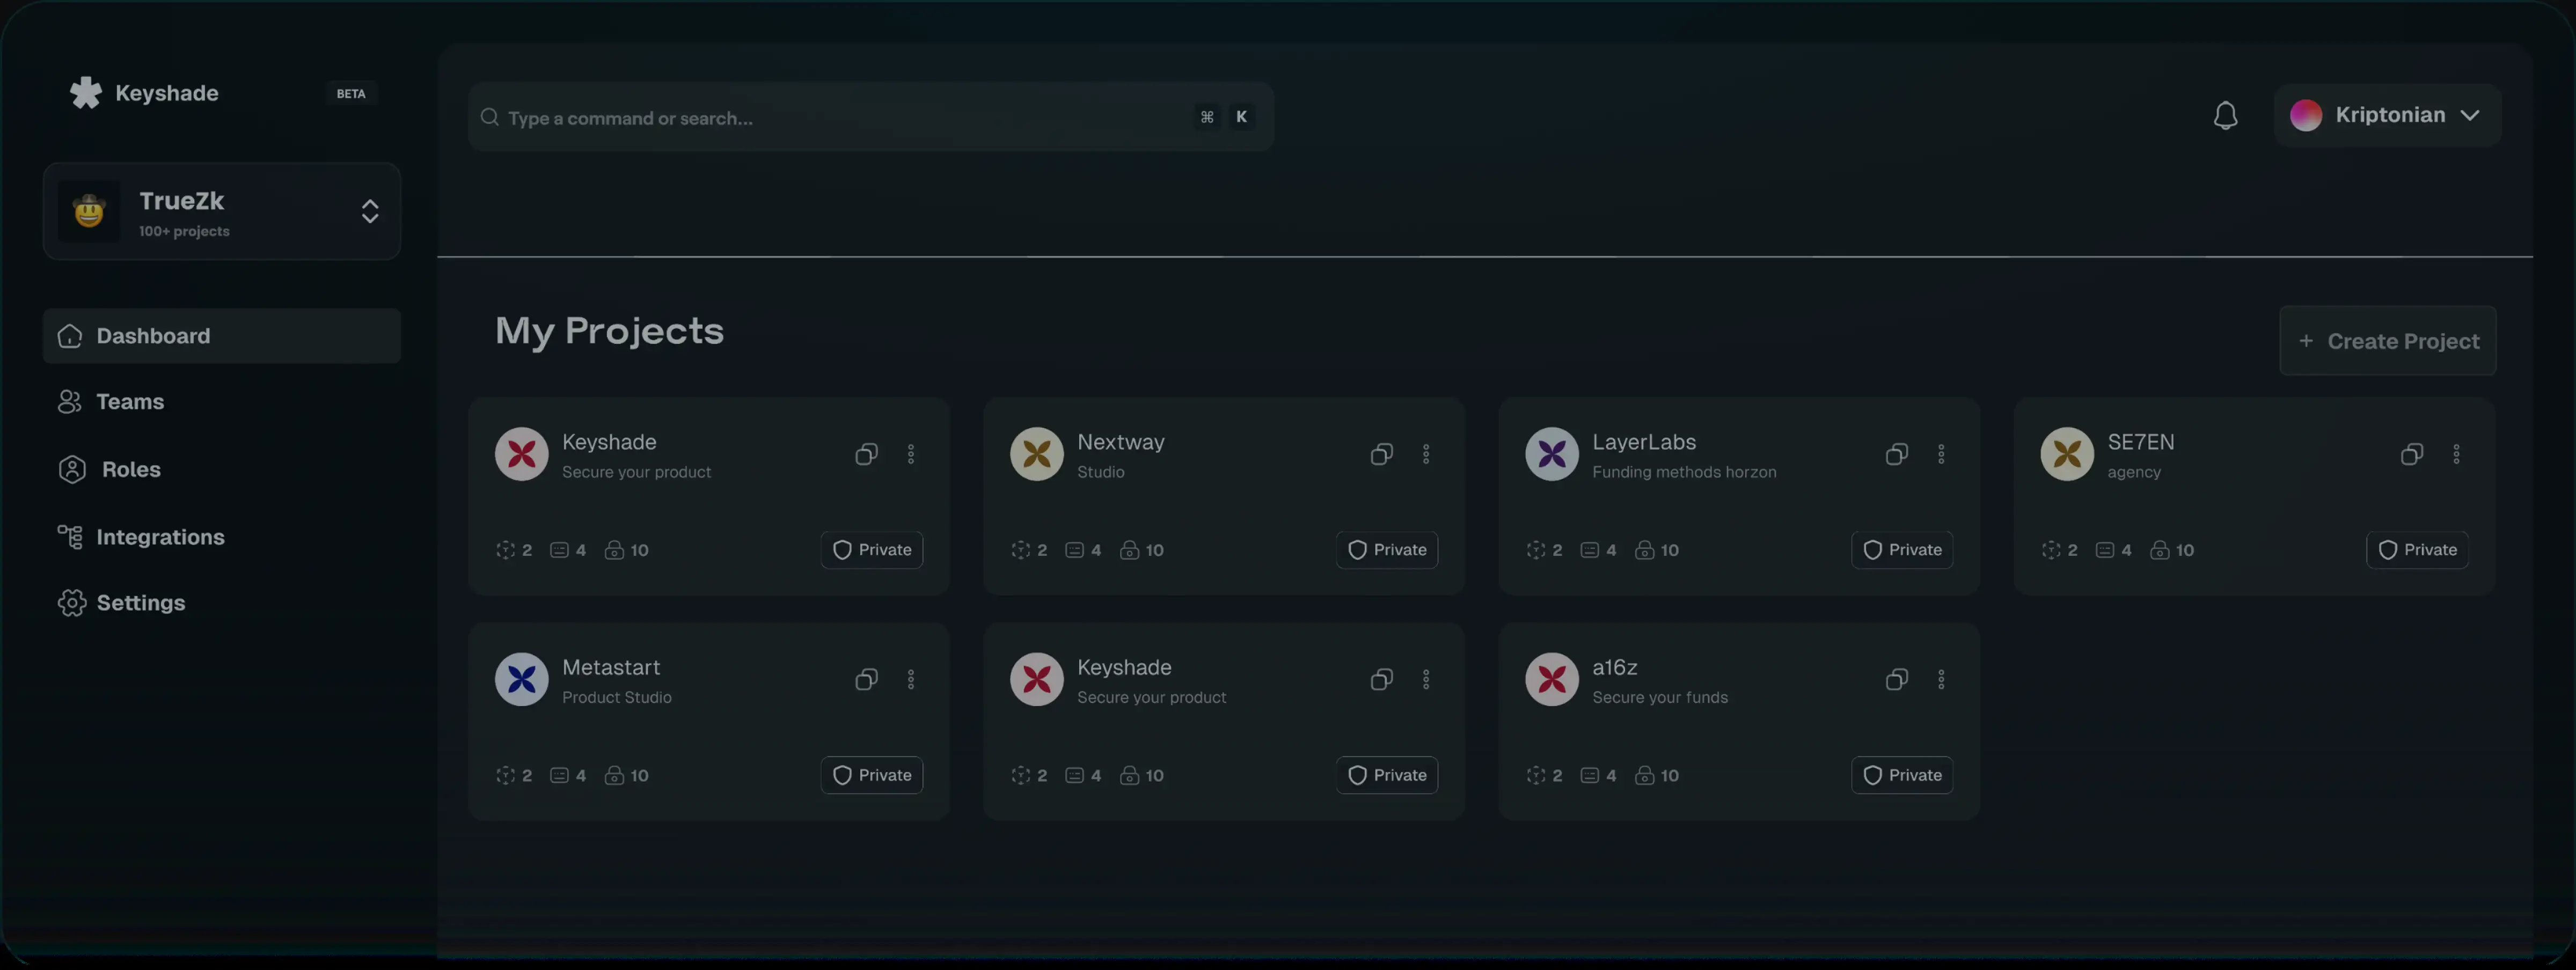 Keyshade
BETA
TrueZk
100+ projects
Dashboard
Teams
Roles
Integrations
Settings
Type a command or search...
⌘ K
Kriptonian
My Projects
+ Create Project
Keyshade
Secure your product
2 4 10
Private
Nextway
Studio
2 4 10
Private
LayerLabs
Funding methods horzon
2 4 10
Private
SE7EN
agency
2 4 10
Private
Metastart
Product Studio
2 4 10
Private
Keyshade
Secure your product
2 4 10
Private
a16z
Secure your funds
2 4 10
Private